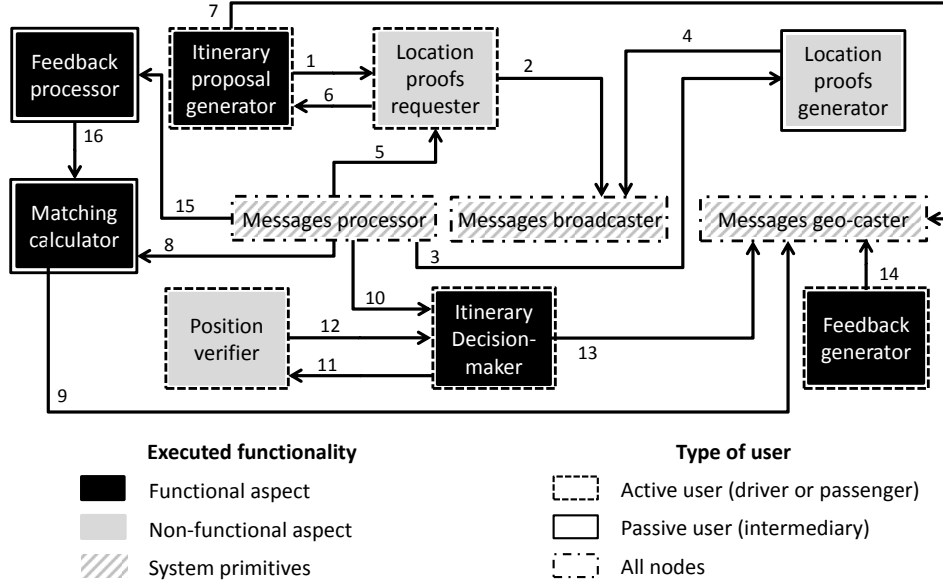 7
Feedback
processor
Itinerary
proposal
generator
1
6
Location
proofs
requester
2
4
Location
proofs
generator
16
5
15
Matching
calculator
Messages processor
Messages broadcaster
Messages geo-caster
8
3
10
14
Position
verifier
12
11
Itinerary
Decision-
maker
13
Feedback
generator
9
Executed functionality
Functional aspect
Non-functional aspect
System primitives
Type of user
Active user (driver or passenger)
Passive user (intermediary)
All nodes